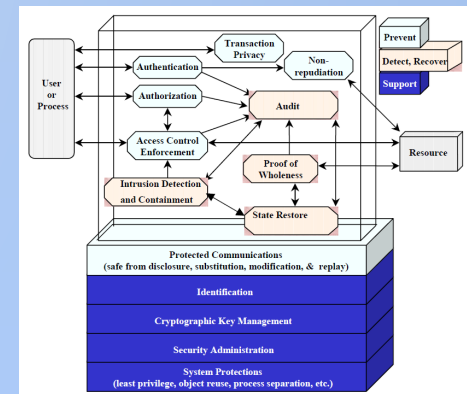 Transaction
Privacy
Prevent
Non-
repudiation
Detect, Recover
Support
User
or
Process
Authentication
Authorization
Audit
Access Control
Enforcement
Proof of
Wholeness
Resource
Intrusion Detection
and Containment
State Restore
Protected Communications
(safe from disclosure, substitution, modification, & replay)
Identification
Cryptographic Key Management
Security Administration
System Protections
(least privilege, object reuse, process separation, etc.)